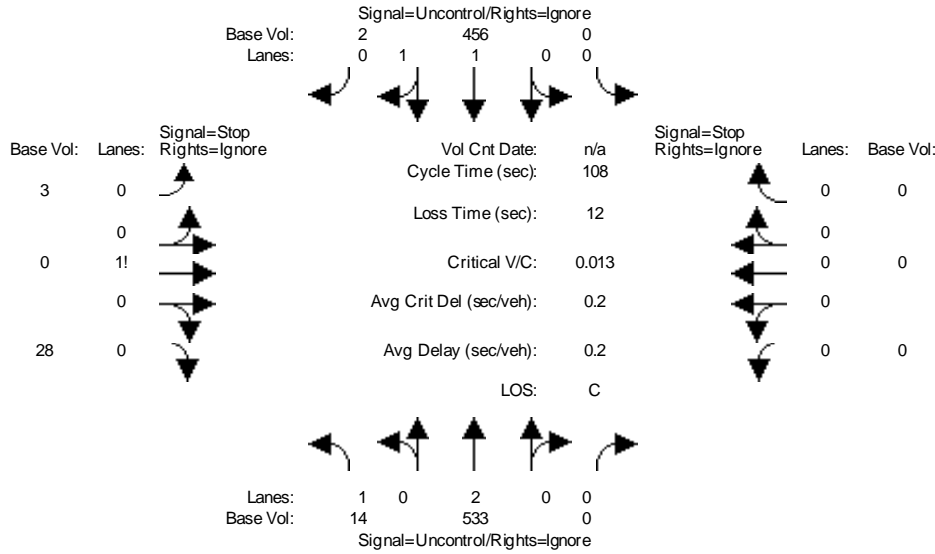 Signal=Uncontrol/Rights=Ignore
Base Vol: 2 456 0
Lanes: 0 1 1 0 0
Signal=Stop
Base Vol: Lanes: Rights=Ignore
Vol Cnt Date: n/a
Signal=Stop
Rights=Ignore Lanes: Base Vol:
Cycle Time (sec): 108
3 0
0 0
Loss Time (sec): 12
0
0
0 1!
Critical V/C: 0.013
0 0
0
Avg Crit Del (sec/veh): 0.2
0
28 0
Avg Delay (sec/veh): 0.2
0 0
LOS: C
Lanes: 1 0 2 0 0
Base Vol: 14 533 0
Signal=Uncontrol/Rights=Ignore